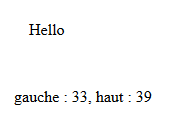 Hello
gauche : 33, haut : 39